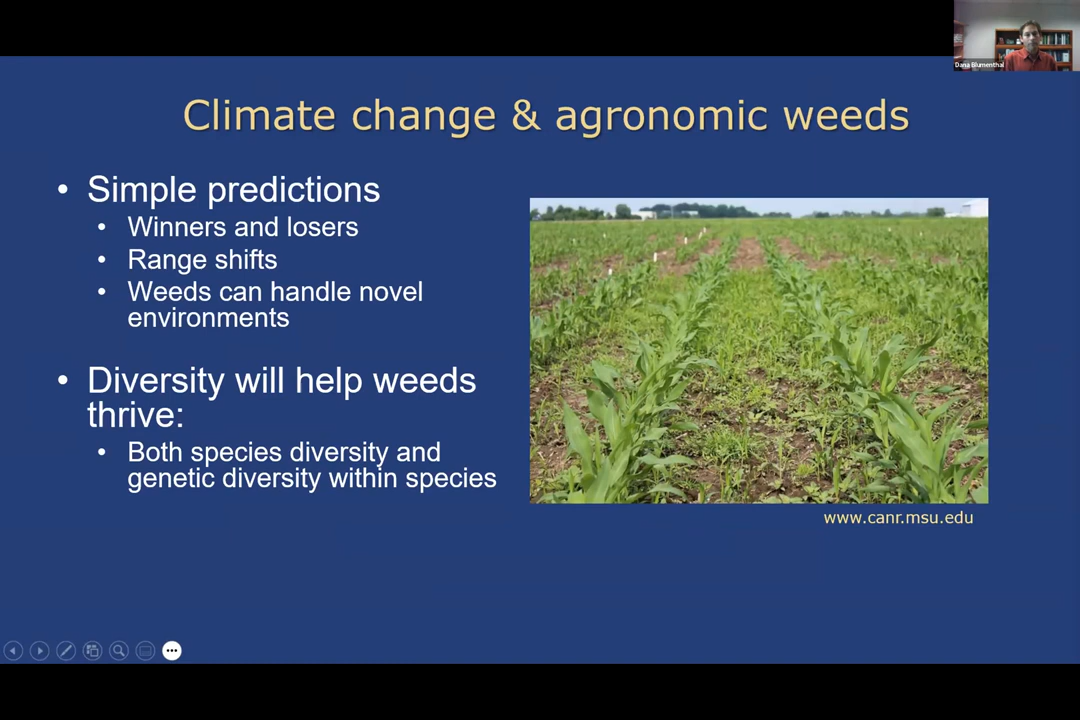 Dana Blumenthal
Climate change & agronomic weeds
• Simple predictions
• Winners and losers
• Range shifts
• Weeds can handle novel
environments
• Diversity will help weeds
thrive:
• Both species diversity and
genetic diversity within species
www.canr.msu.edu